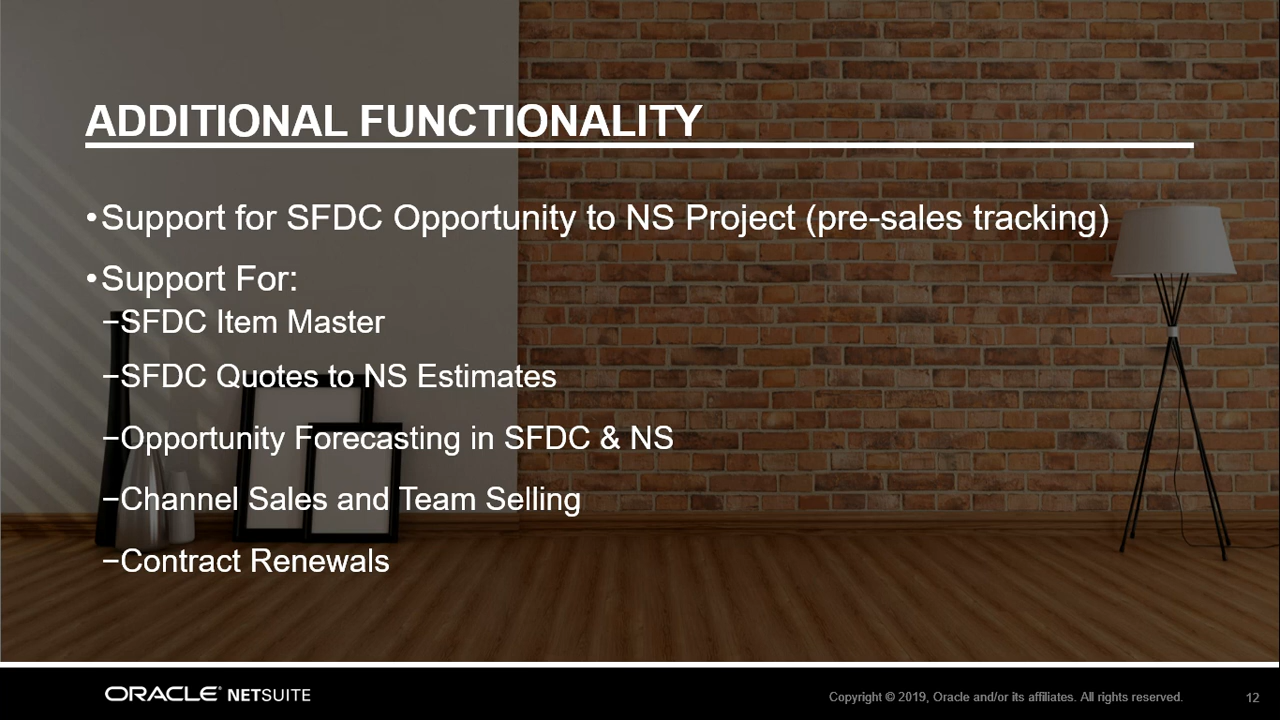 ADDITIONAL FUNCTIONALITY
•Support for SFDC Opportunity to NS Project (pre-sales tracking)
•Support For:
–SFDC Item Master
–SFDC Quotes to NS Estimates
–Opportunity Forecasting in SFDC & NS
–Channel Sales and Team Selling
–Contract Renewals
ORACLE® NETSUITE
Copyright © 2019, Oracle and/or its affiliates. All rights reserved.
12